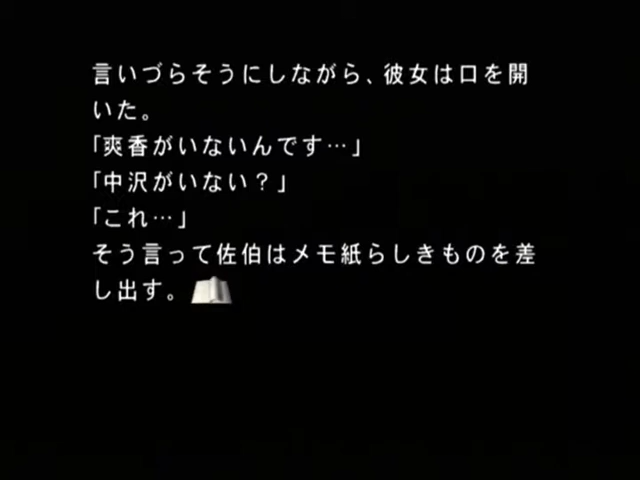 言いづらそうにしながら、彼女は口を開
いた。
「爽香がいないんです…」
「中沢がいない？」
「これ…」
そう言って佐伯はメモ紙らしきものを差
し出す。